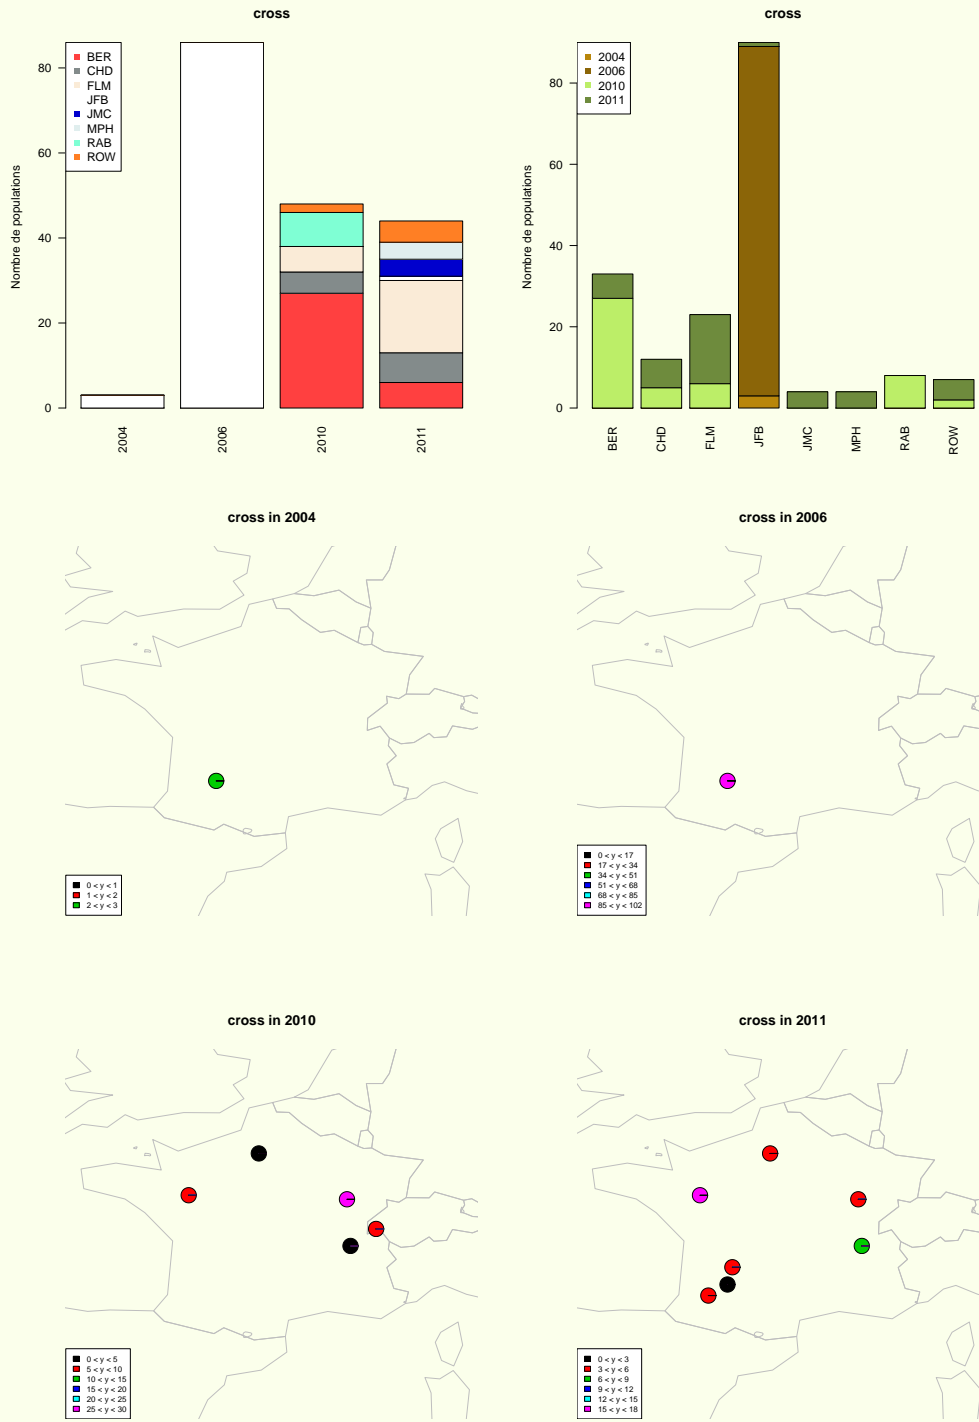 cross
Nombre de populations
80
60
40
20
0
BER
CHD
FLM
JFB
JMC
MPH
RAB
ROW
2004
2006
2010
2011
cross
Nombre de populations
80
60
40
20
0
2004
2006
2010
2011
BER
CHD
FLM
JFB
JMC
MPH
RAB
ROW
cross in 2004
0 < y < 1
1 < y < 2
2 < y < 3
cross in 2006
0 < y < 17
17 < y < 34
34 < y < 51
51 < y < 68
68 < y < 85
85 < y < 102
cross in 2010
0 < y < 5
5 < y < 10
10 < y < 15
15 < y < 20
20 < y < 25
25 < y < 30
cross in 2011
0 < y < 3
3 < y < 6
6 < y < 9
9 < y < 12
12 < y < 15
15 < y < 18